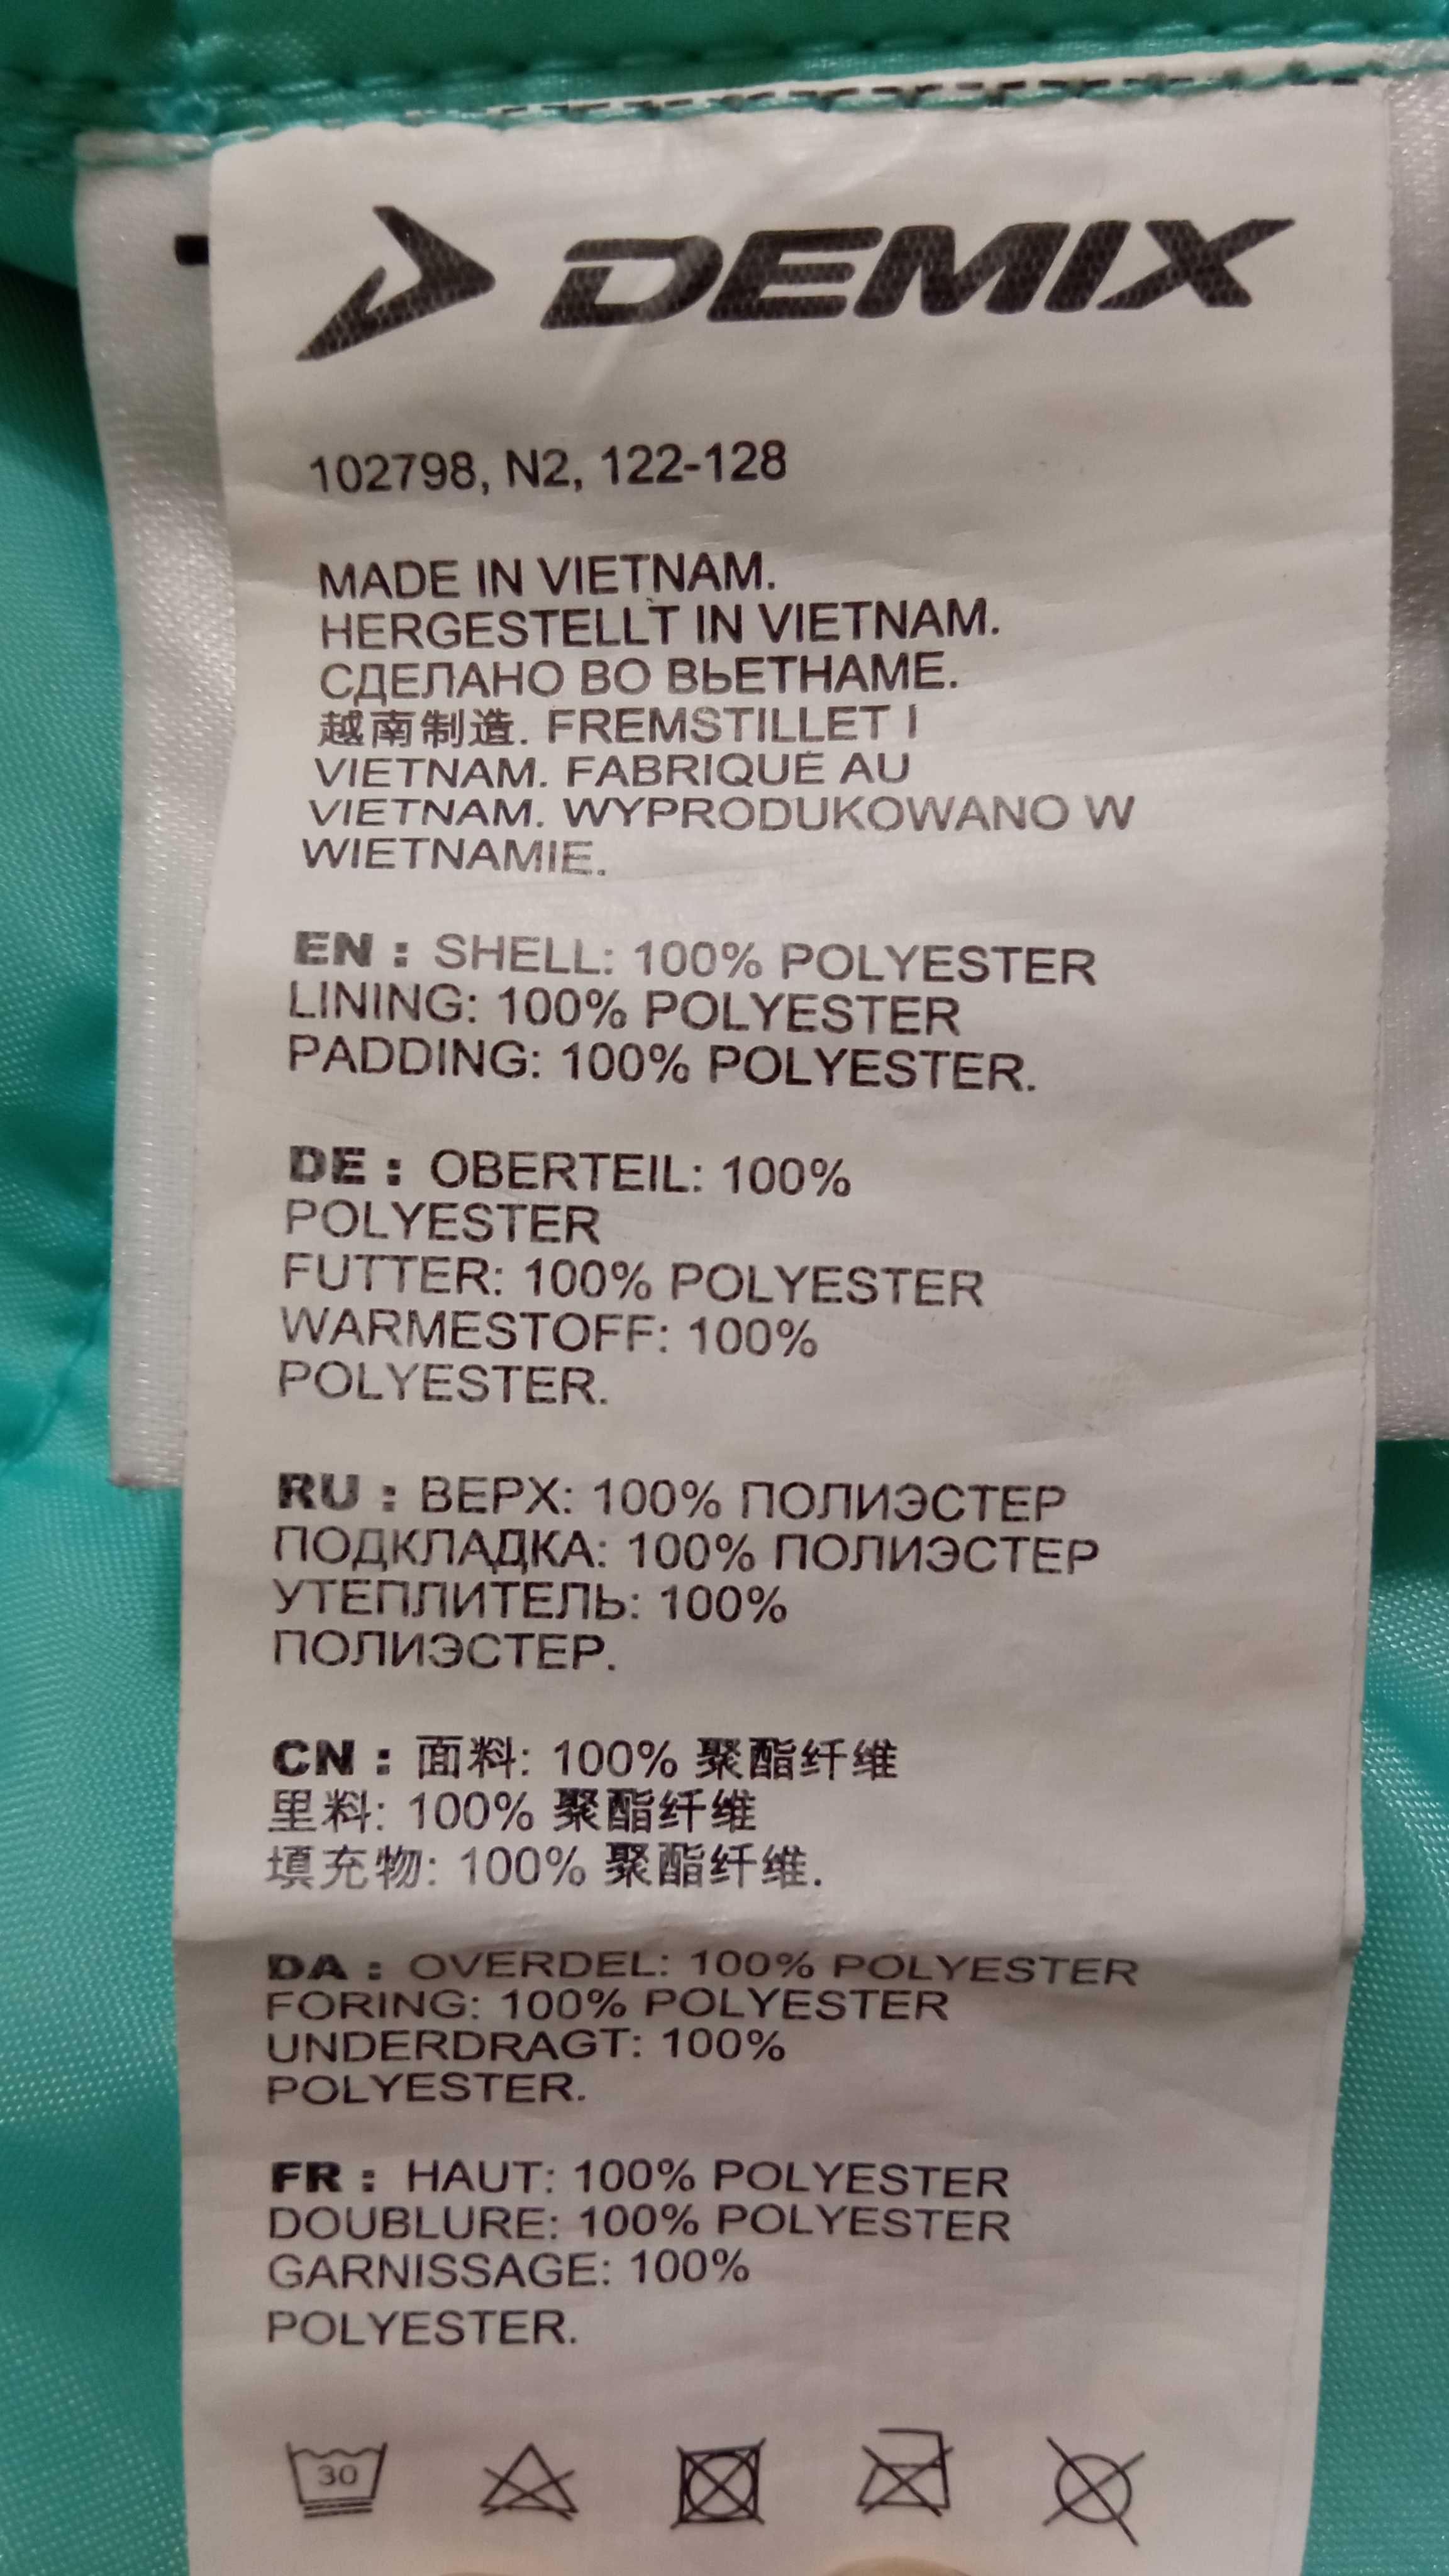 DEMIX
102798, N2, 122-128
MADE IN VIETNAM.
HERGESTELLT IN VIETNAM.
СДЕЛАНО ВО ВЬЕТНАМЕ.
越南制造. FREMSTILLET I
VIETNAM. FABRIQUÉ AU
VIETNAM. WYPRODUKOWANO W
WIETNAMIE.
EN : SHELL: 100% POLYESTER
LINING: 100% POLYESTER
PADDING: 100% POLYESTER.
DE : OBERTEIL: 100%
POLYESTER
FUTTER: 100% POLYESTER
WARMESTOFF: 100%
POLYESTER.
RU : ВЕРХ: 100% ПОЛИЭСТЕР
ПОДКЛАДКА: 100% ПОЛИЭСТЕР
УТЕПЛИТЕЛЬ: 100%
ПОЛИЭСТЕР.
CN : 面料: 100% 聚酯纤维
里料: 100% 聚酯纤维
填充物: 100% 聚酯纤维.
DA : OVERDEL: 100% POLYESTER
FORING: 100% POLYESTER
UNDERDRAGT: 100%
POLYESTER.
FR : HAUT: 100% POLYESTER
DOUBLURE: 100% POLYESTER
GARNISSAGE: 100%
POLYESTER.
30